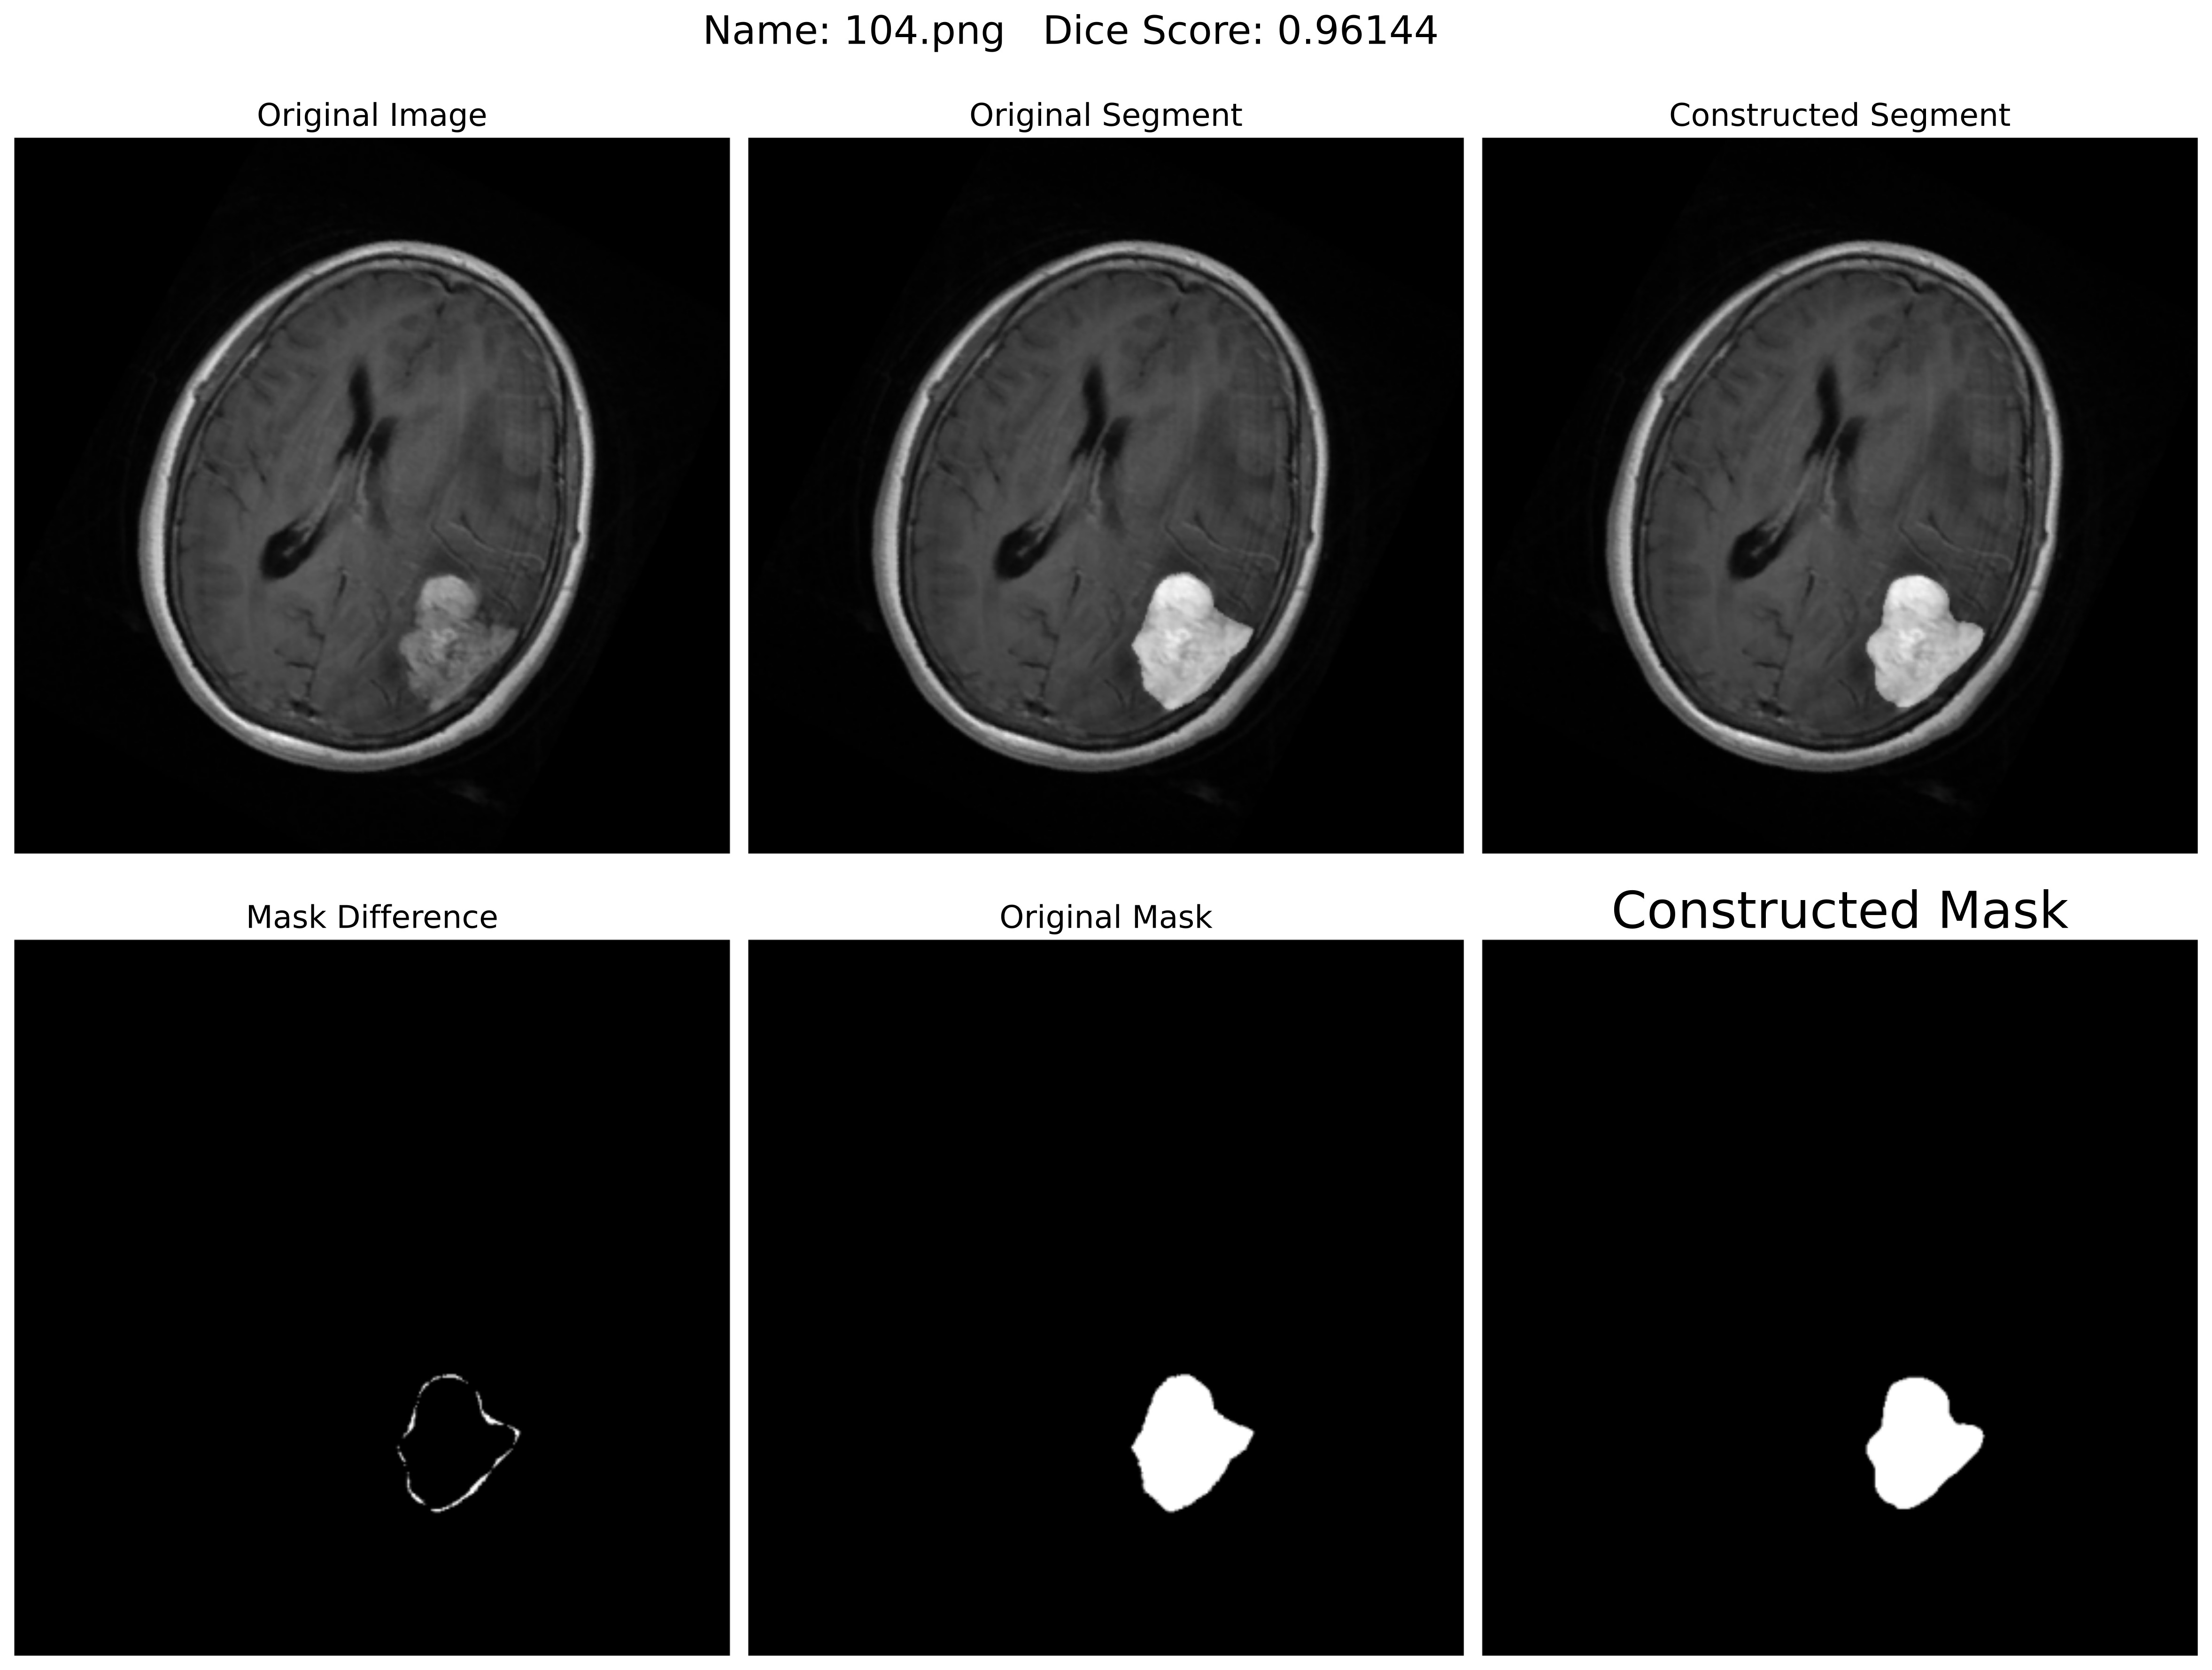 Name: 104.png   Dice Score: 0.96144
Original Image
Original Segment
Constructed Segment
Mask Difference
Original Mask
Constructed Mask